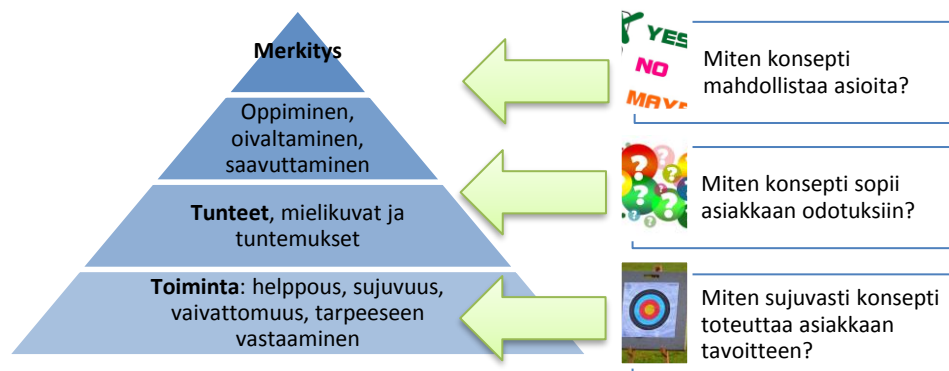 Merkitys
Oppiminen,
oivaltaminen,
saavuttaminen
Tunteet, mielikuvat ja
tuntemukset
Toiminta: helppous, sujuvuus,
vaivattomuus, tarpeeseen
vastaaminen
YES
NO
Miten konsepti
mahdollistaa asioita?
? ? ? ?
Miten konsepti sopii
asiakkaan odotuksiin?
Miten sujuvasti konsepti
toteuttaa asiakkaan
tavoitteen?